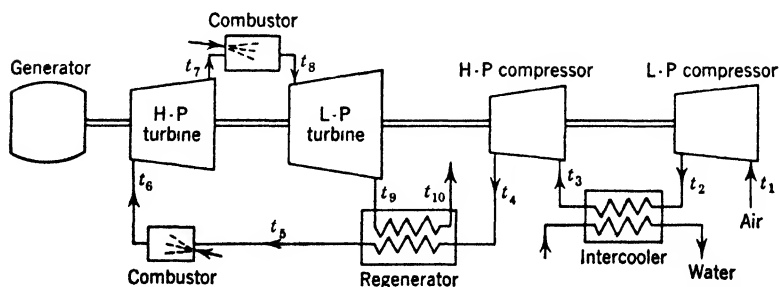 Combustor
Generator
t7
t8
H·P compressor
L·P compressor
H·P
turbine
L·P
turbine
t6
t9
t10
t4
t3
t2
t1
Air
t5
Combustor
Regenerator
Intercooler
Water